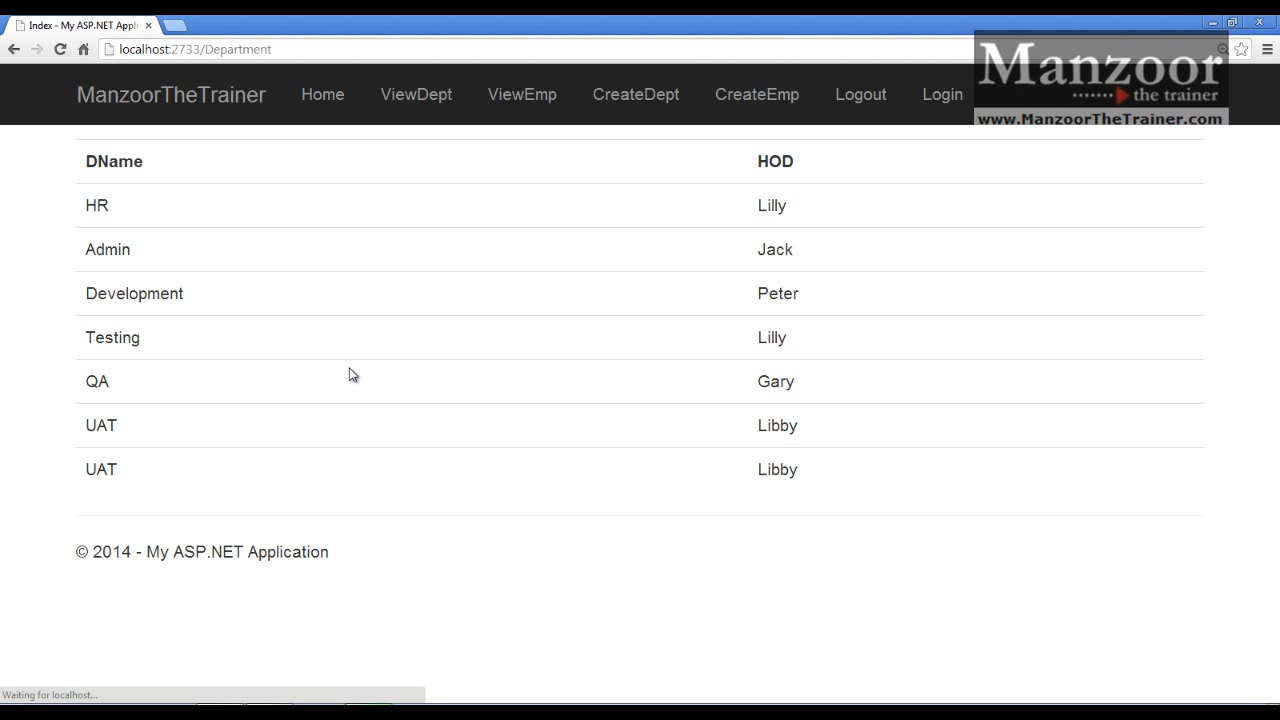 Index - My ASP.NET Appli
localhost:2733/Department
Manzoor
the trainer
www.ManzoorTheTrainer.com
ManzoorTheTrainer Home ViewDept ViewEmp CreateDept CreateEmp Logout Login
DName HOD
HR Lilly
Admin Jack
Development Peter
Testing Lilly
QA Gary
UAT Libby
UAT Libby
© 2014 - My ASP.NET Application
Waiting for localhost...